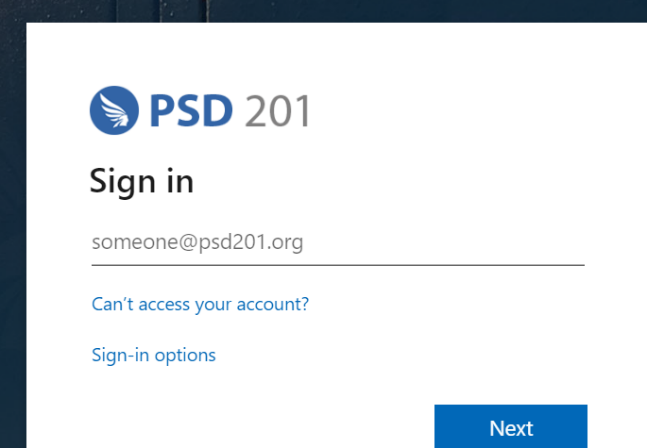 PSD 201
Sign in
someone@psd201.org
Can't access your account?
Sign-in options
Next